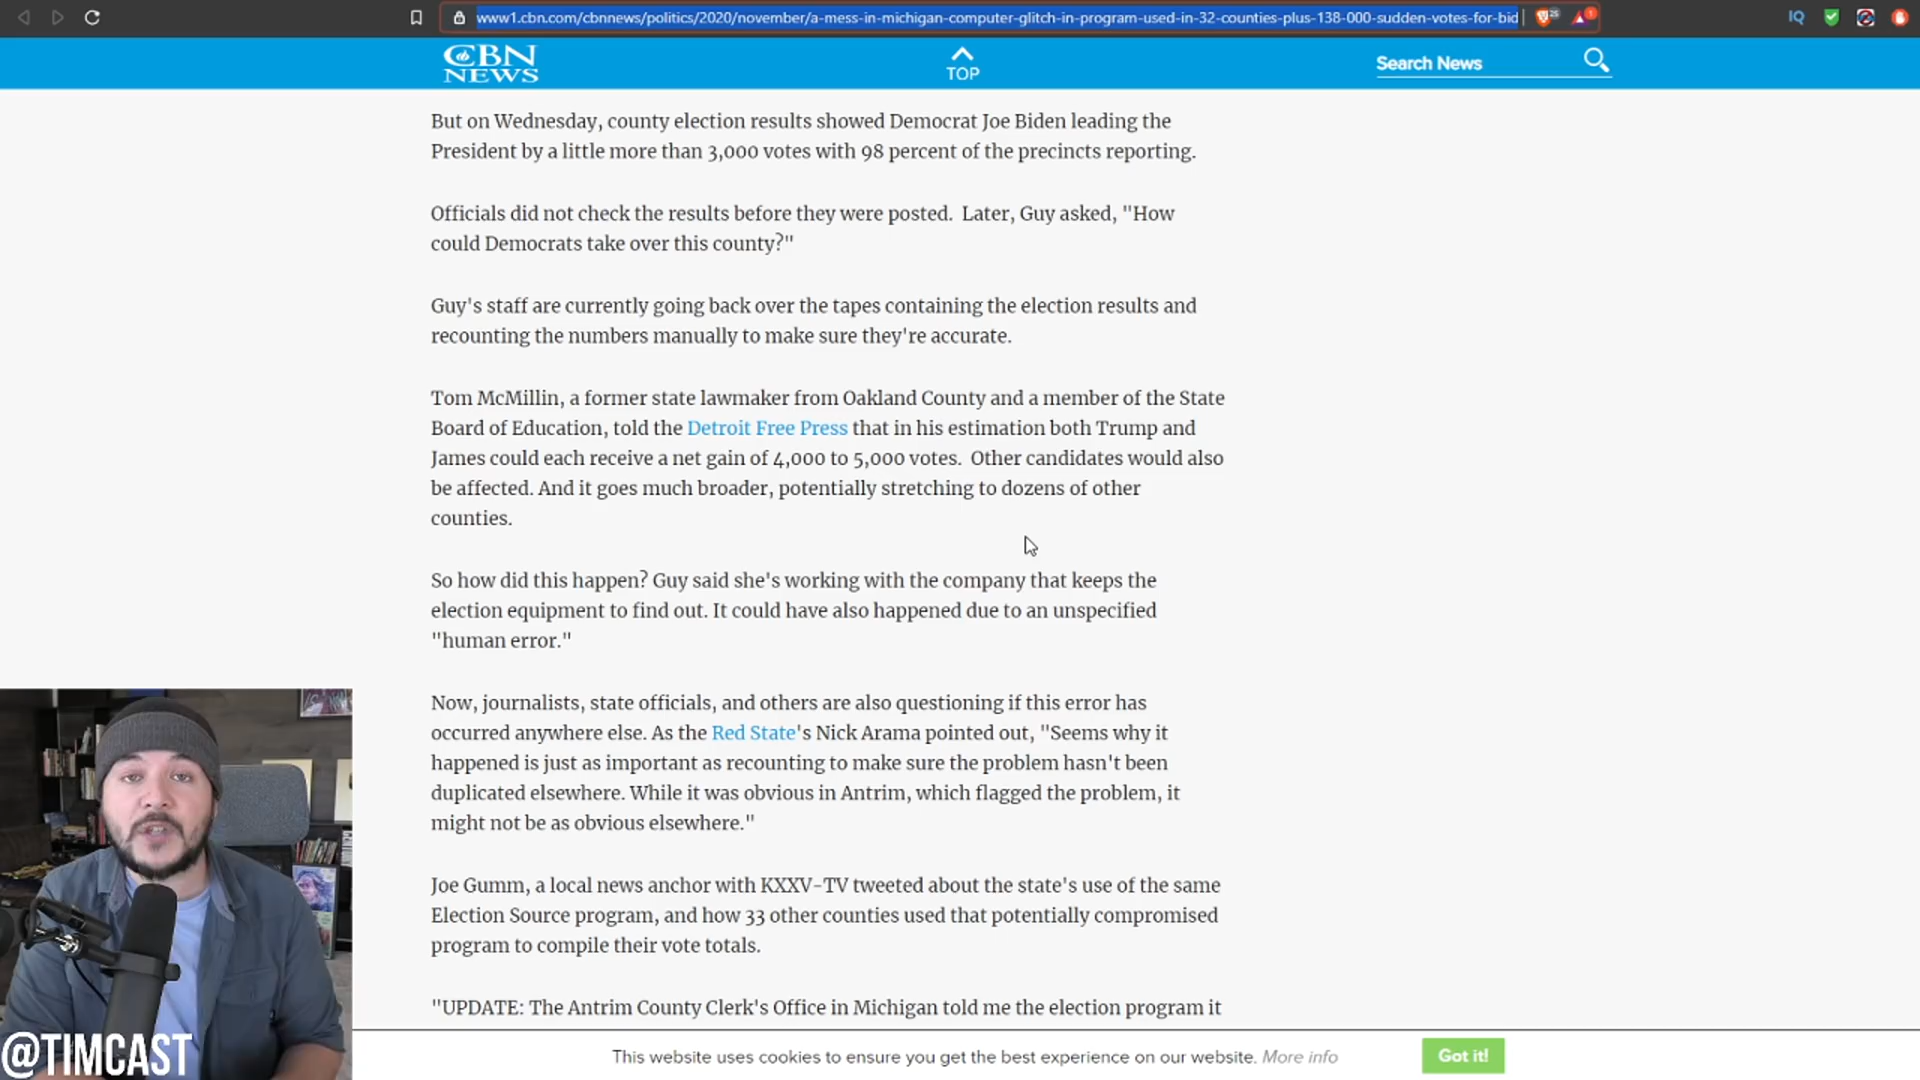 www1.cbn.com/cbnnews/politics/2020/november/a-mess-in-michigan-computer-glitch-in-program-used-in-32-counties-plus-138-000-sudden-votes-for-bid
25
1
IQ
CBN
NEWS
TOP
Search News
But on Wednesday, county election results showed Democrat Joe Biden leading the
President by a little more than 3,000 votes with 98 percent of the precincts reporting.
Officials did not check the results before they were posted.  Later, Guy asked, "How
could Democrats take over this county?"
Guy's staff are currently going back over the tapes containing the election results and
recounting the numbers manually to make sure they're accurate.
Tom McMillin, a former state lawmaker from Oakland County and a member of the State
Board of Education, told the Detroit Free Press that in his estimation both Trump and
James could each receive a net gain of 4,000 to 5,000 votes.  Other candidates would also
be affected. And it goes much broader, potentially stretching to dozens of other
counties.
So how did this happen? Guy said she's working with the company that keeps the
election equipment to find out. It could have also happened due to an unspecified
"human error."
Now, journalists, state officials, and others are also questioning if this error has
occurred anywhere else. As the Red State's Nick Arama pointed out, "Seems why it
happened is just as important as recounting to make sure the problem hasn't been
duplicated elsewhere. While it was obvious in Antrim, which flagged the problem, it
might not be as obvious elsewhere."
Joe Gumm, a local news anchor with KXXV-TV tweeted about the state's use of the same
Election Source program, and how 33 other counties used that potentially compromised
program to compile their vote totals.
"UPDATE: The Antrim County Clerk's Office in Michigan told me the election program it
@TIMCAST
This website uses cookies to ensure you get the best experience on our website. More info
Got it!